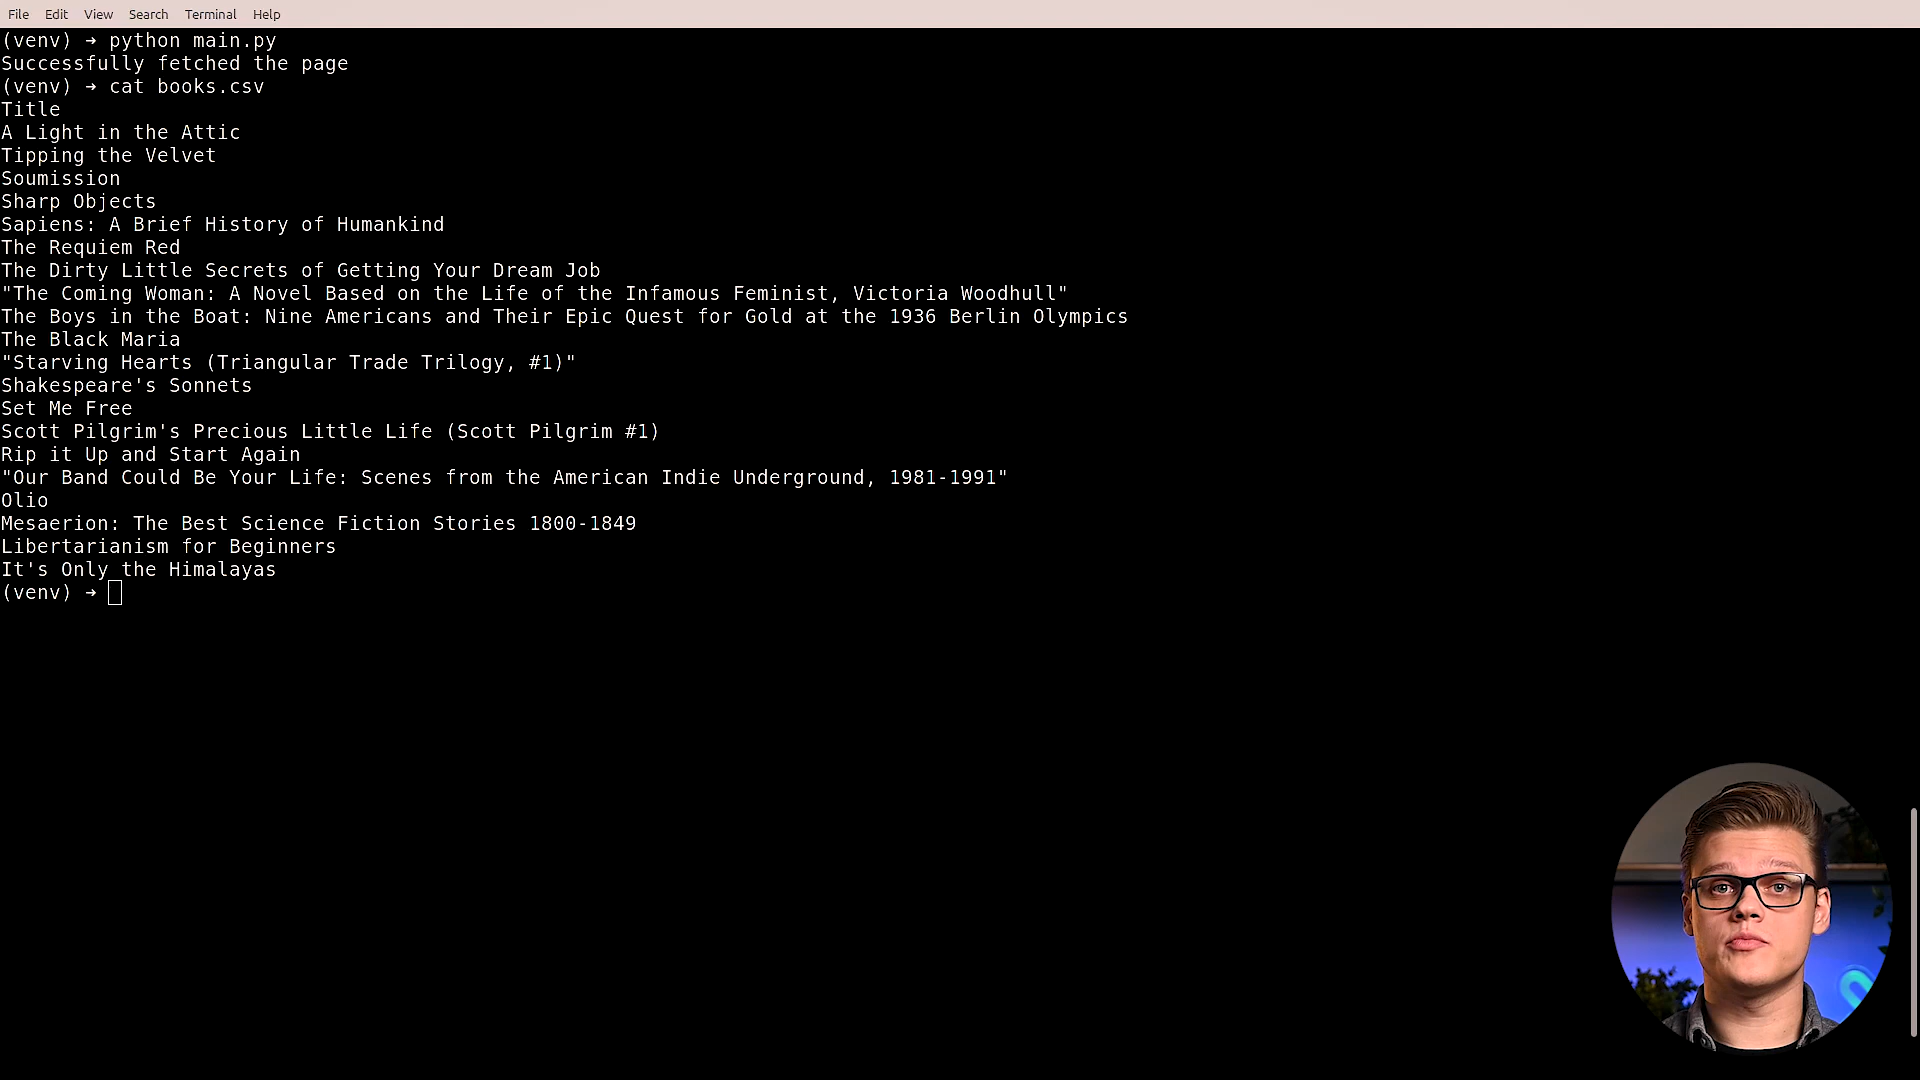 File Edit View Search Terminal Help
(venv) ➜ python main.py
Successfully fetched the page
(venv) ➜ cat books.csv
Title
A Light in the Attic
Tipping the Velvet
Soumission
Sharp Objects
Sapiens: A Brief History of Humankind
The Requiem Red
The Dirty Little Secrets of Getting Your Dream Job
"The Coming Woman: A Novel Based on the Life of the Infamous Feminist, Victoria Woodhull"
The Boys in the Boat: Nine Americans and Their Epic Quest for Gold at the 1936 Berlin Olympics
The Black Maria
"Starving Hearts (Triangular Trade Trilogy, #1)"
Shakespeare's Sonnets
Set Me Free
Scott Pilgrim's Precious Little Life (Scott Pilgrim #1)
Rip it Up and Start Again
"Our Band Could Be Your Life: Scenes from the American Indie Underground, 1981-1991"
Olio
Mesaerion: The Best Science Fiction Stories 1800-1849
Libertarianism for Beginners
It's Only the Himalayas
(venv) ➜